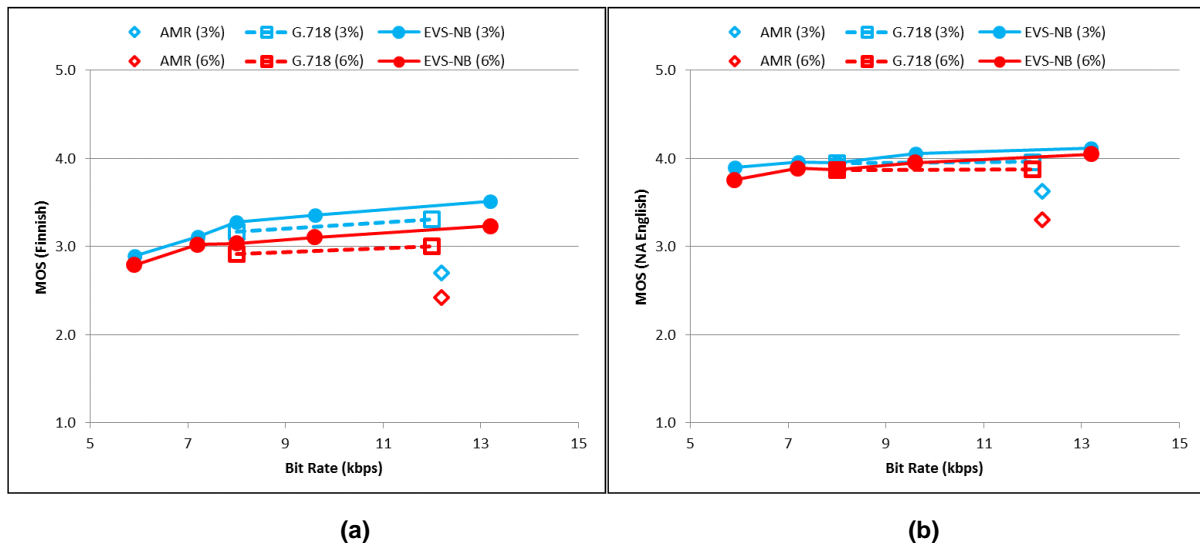 AMR (3%) G.718 (3%) EVS-NB (3%)
AMR (6%) G.718 (6%) EVS-NB (6%)
5.0
4.0
3.0
2.0
1.0
MOS (Finnish)
5 7 9 11 13 15
Bit Rate (kbps)
(a)
AMR (3%) G.718 (3%) EVS-NB (3%)
AMR (6%) G.718 (6%) EVS-NB (6%)
5.0
4.0
3.0
2.0
1.0
MOS (NA English)
5 7 9 11 13 15
Bit Rate (kbps)
(b)